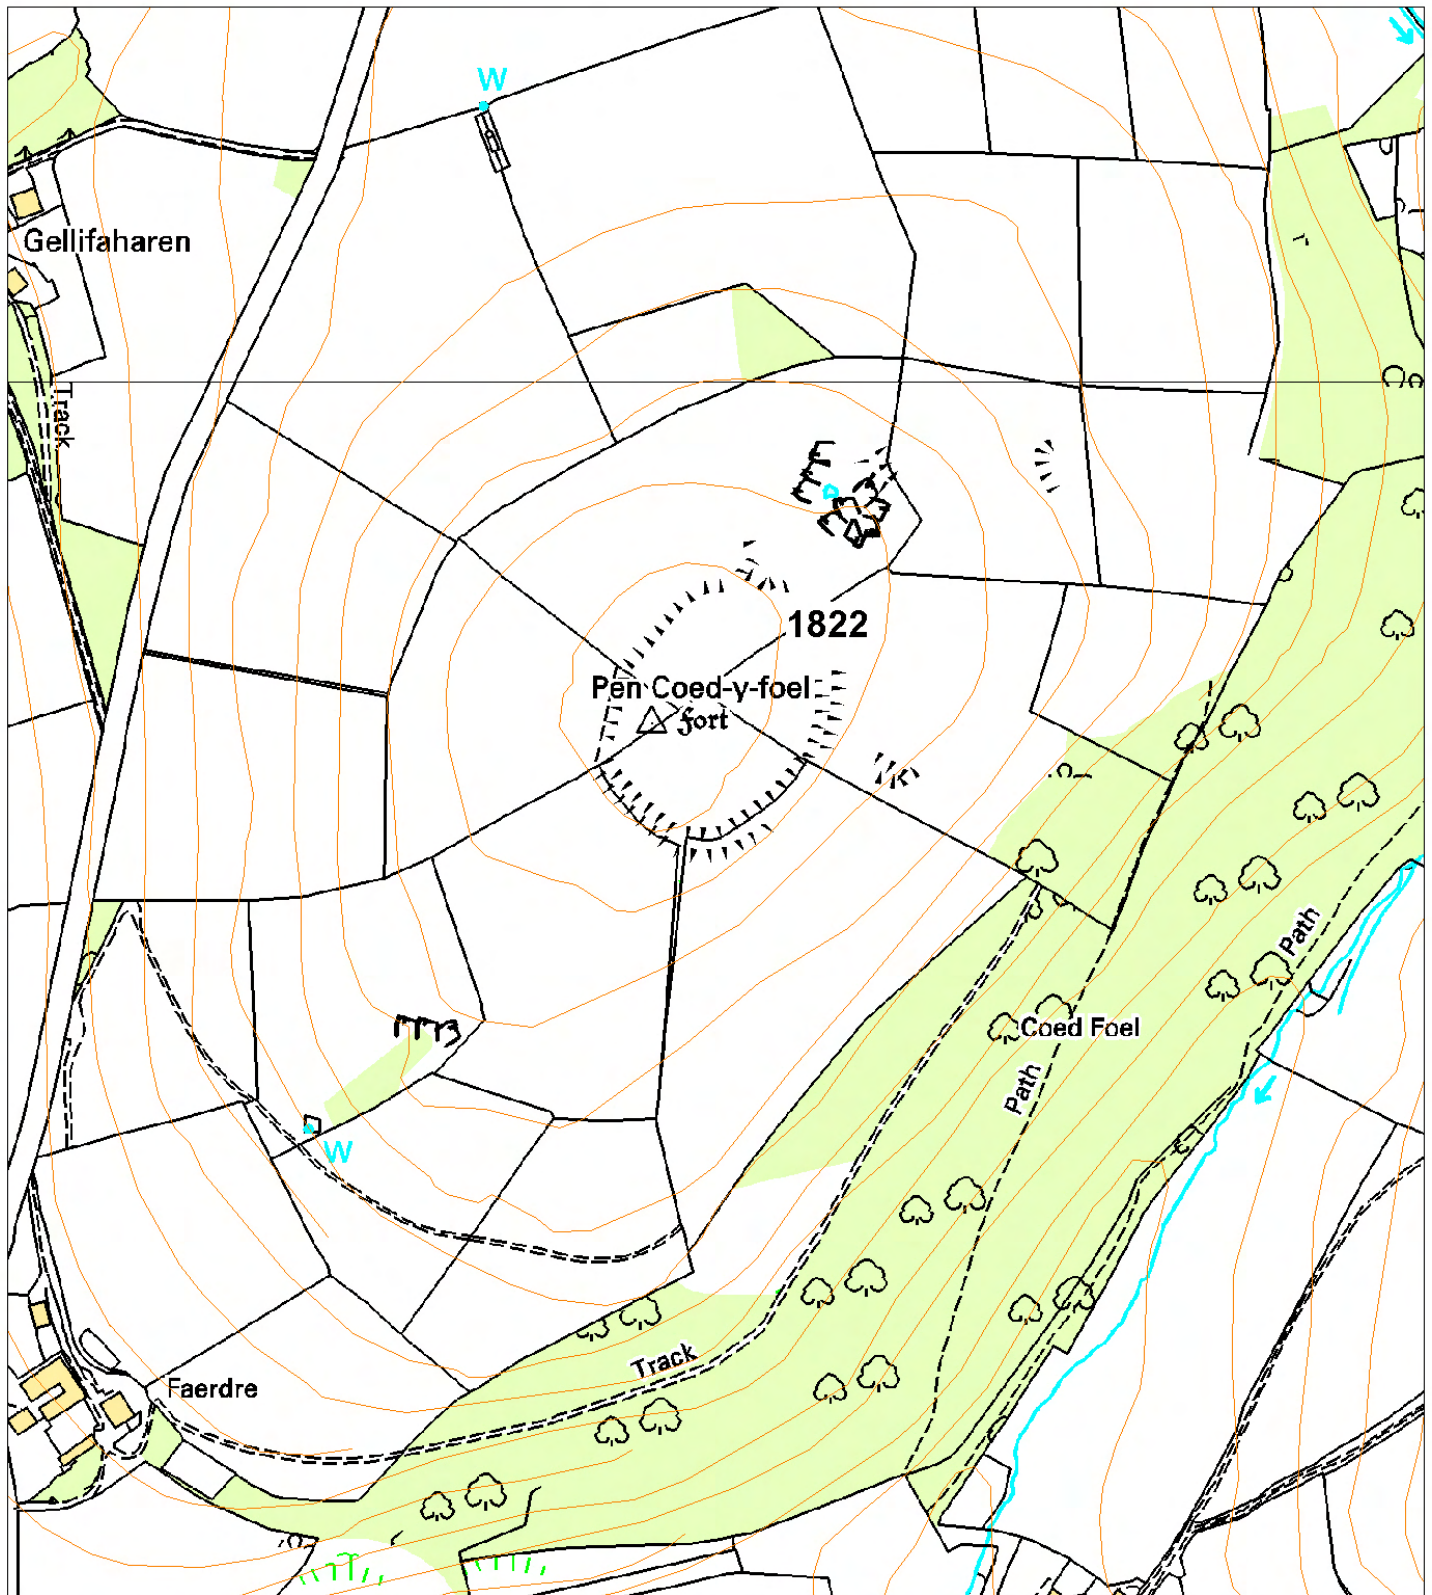 W
Gellifaharen
Track
1822
Pen Coed-y-foel
Fort
Path
Coed Foel
Path
W
Track
Faerdre